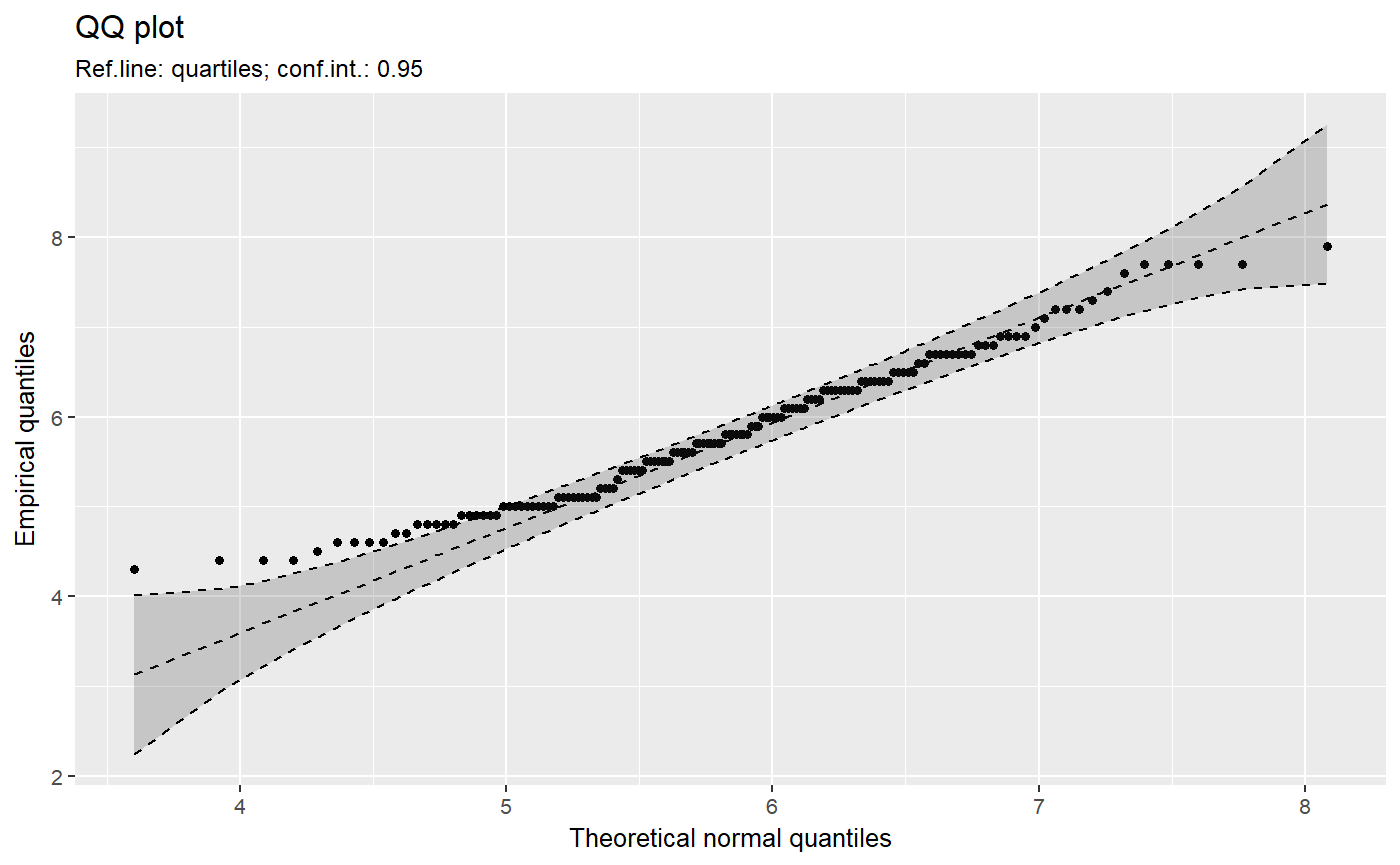 QQ plot
Ref.line: quartiles; conf.int.: 0.95
Empirical quantiles
8
6
4
2
4 5 6 7 8
Theoretical normal quantiles